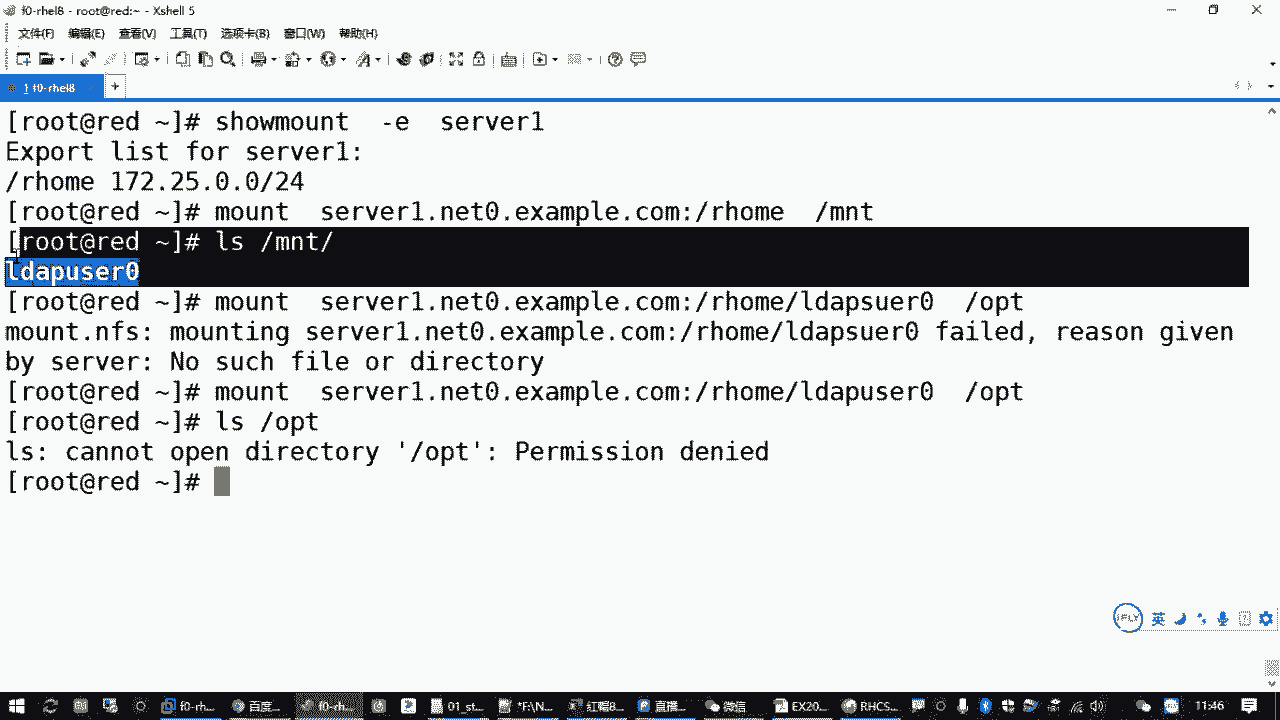 f0-rhel8 - root@red:~ - Xshell 5
文件(F) 编辑(E) 查看(V) 工具(T) 选项卡(B) 窗口(W) 帮助(H)
1 f0-rhel8
[root@red ~]# showmount -e server1
Export list for server1:
/rhome 172.25.0.0/24
[root@red ~]# mount server1.net0.example.com:/rhome /mnt
[root@red ~]# ls /mnt/
ldapuser0
[root@red ~]# mount server1.net0.example.com:/rhome/ldapsuer0 /opt
mount.nfs: mounting server1.net0.example.com:/rhome/ldapsuer0 failed, reason given
by server: No such file or directory
[root@red ~]# mount server1.net0.example.com:/rhome/ldapuser0 /opt
[root@red ~]# ls /opt
ls: cannot open directory '/opt': Permission denied
[root@red ~]#
iFLY 英
f0-rh... 百度... f0-rh... 01_st... *F:\N... 红帽8... 直播... 微信 EX20... RHCS... 11:46